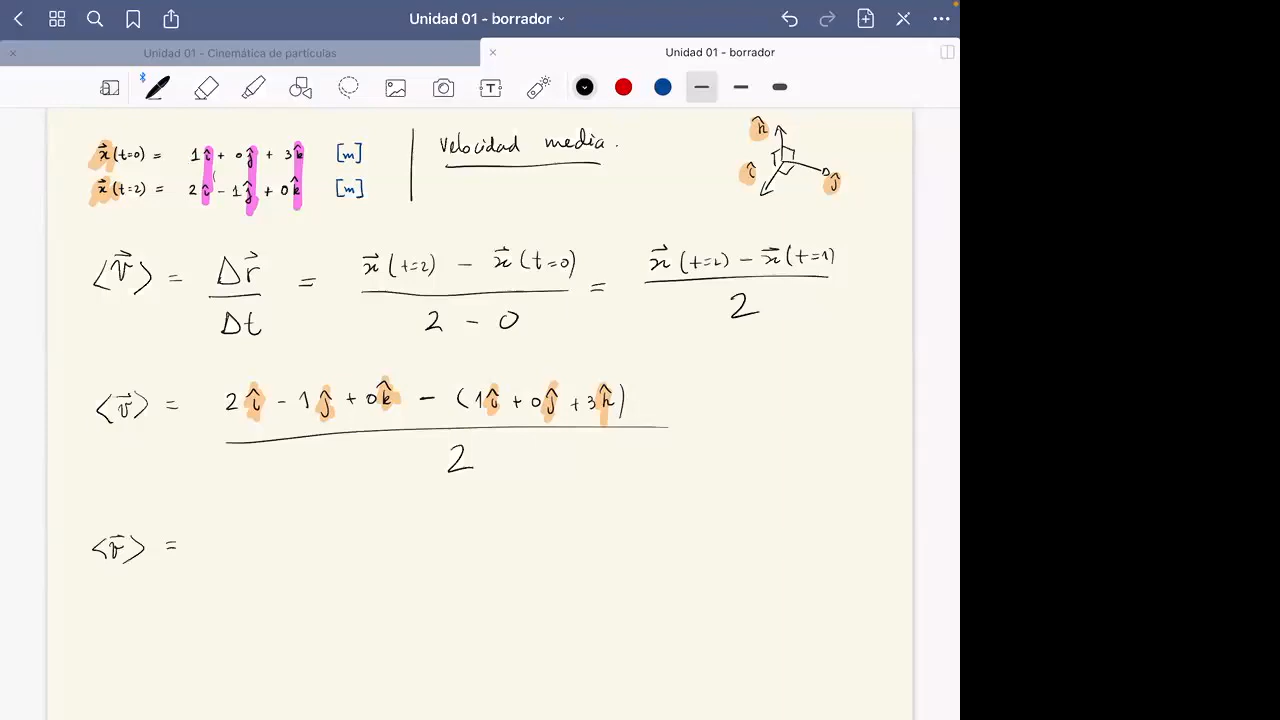 Unidad 01 - borrador
Unidad 01 - Cinemática de partículas
Unidad 01 - borrador
x⃗(t=0) = 1î + 0ĵ + 3k̂ [m]
x⃗(t=2) = 2î - 1ĵ + 0k̂ [m]
velocidad media.
k̂
î
ĵ
⟨v⃗⟩ = Δr⃗ / Δt = x⃗(t=2) - x⃗(t=0) / 2 - 0 = x⃗(t=2) - x⃗(t=1) / 2
⟨v⃗⟩ = 2î - 1ĵ + 0k̂ - (1î + 0ĵ + 3k̂) / 2
⟨v⃗⟩ =